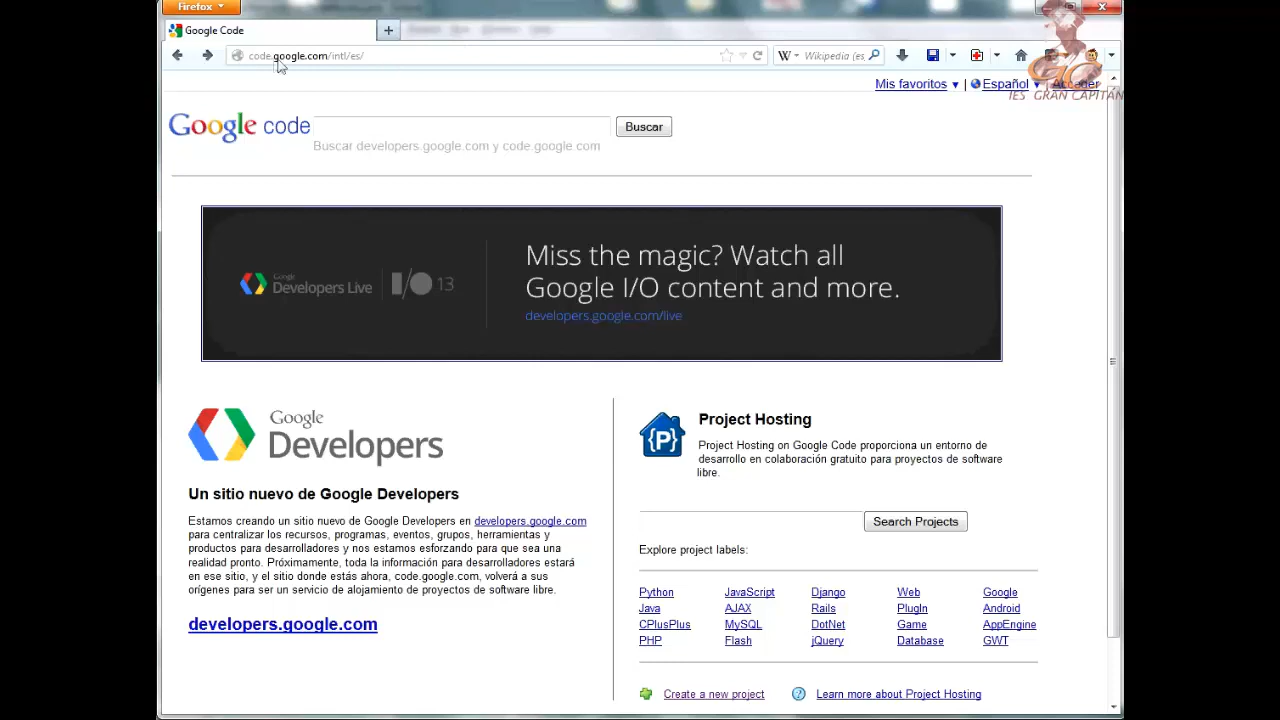 Firefox
Google Code
code.google.com/intl/es/
Wikipedia (es)
Mis favoritos ▼ | Español ▼ Acceder
IES GRAN CAPITÁN
Google code
Buscar
Buscar developers.google.com y code.google.com
Google Developers Live
I/O 13
Miss the magic? Watch all
Google I/O content and more.
developers.google.com/live
Google
Developers
Un sitio nuevo de Google Developers
Estamos creando un sitio nuevo de Google Developers en developers.google.com
para centralizar los recursos, programas, eventos, grupos, herramientas y
productos para desarrolladores y nos estamos esforzando para que sea una
realidad pronto. Próximamente, toda la información para desarrolladores estará
en ese sitio, y el sitio donde estás ahora, code.google.com, volverá a sus
orígenes para ser un servicio de alojamiento de proyectos de software libre.
developers.google.com
{P}
Project Hosting
Project Hosting on Google Code proporciona un entorno de
desarrollo en colaboración gratuito para proyectos de software
libre.
Search Projects
Explore project labels:
Python JavaScript Django Web Google
Java AJAX Rails PlugIn Android
CPlusPlus MySQL DotNet Game AppEngine
PHP Flash jQuery Database GWT
Create a new project
Learn more about Project Hosting